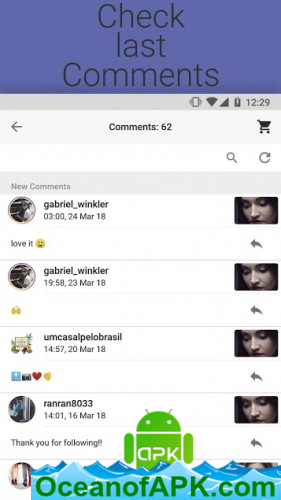 Check
last
Comments
12:29
Comments: 62
New Comments
gabriel_winkler
03:00, 24 Mar 18
love it 😄
gabriel_winkler
19:58, 23 Mar 18
🙌
umcasalpelobrasil
14:57, 20 Mar 18
⬆️📷❤️👏
ranran8033
14:01, 16 Mar 18
Thank you for following!!
APK
OceanofAPK.com